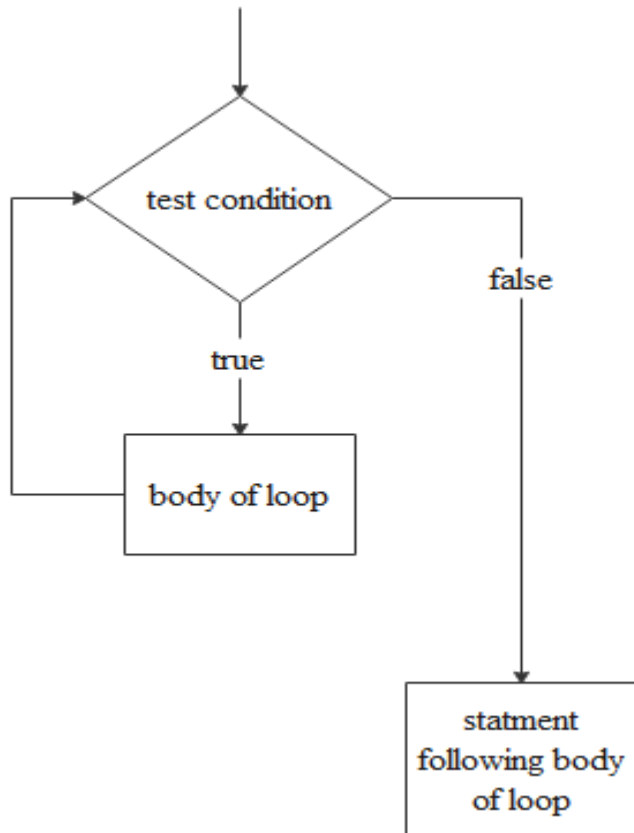 test condition
false
true
body of loop
statment
following body
of loop